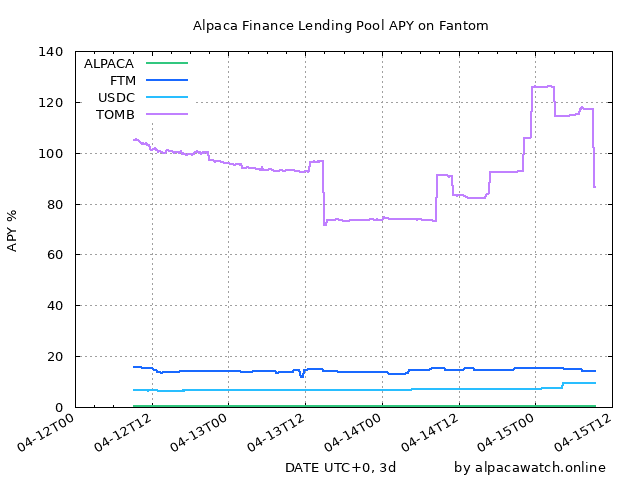 Alpaca Finance Lending Pool APY on Fantom
140
120
100
80
60
40
20
0
APY %
ALPACA
FTM
USDC
TOMB
04-12T00
04-12T12
04-13T00
04-13T12
04-14T00
04-14T12
04-15T00
04-15T12
DATE UTC+0, 3d
by alpacawatch.online